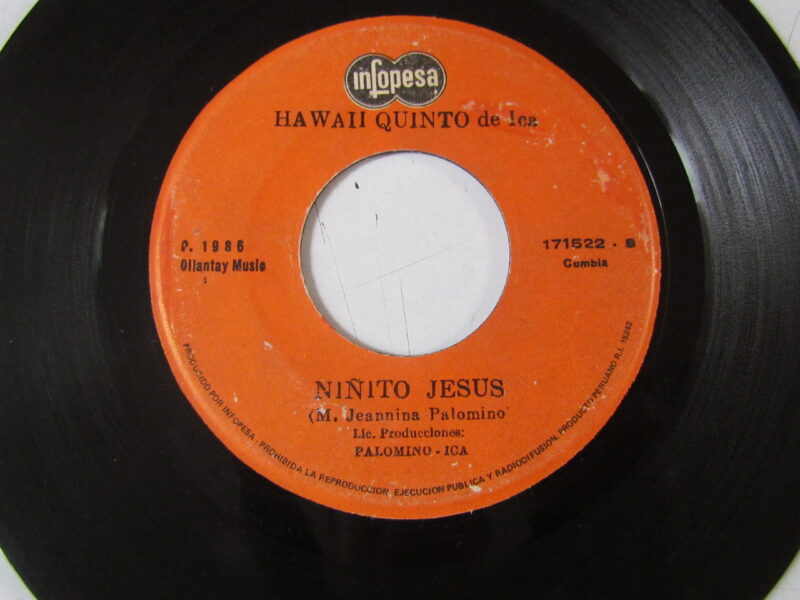 infopesa
HAWAII QUINTO de Ica
P. 1986
Ollantay Music
171522 - B
Cumbia
NIÑITO JESUS
(M. Jeannina Palomino
Lic. Producciones:
PALOMINO - ICA
PRODUCIDO POR INFOPESA - PROHIBIDA LA REPRODUCCION, EJECUCION PUBLICA Y RADIODIFUSION. PRODUCTO PERUANO R.I. 16242